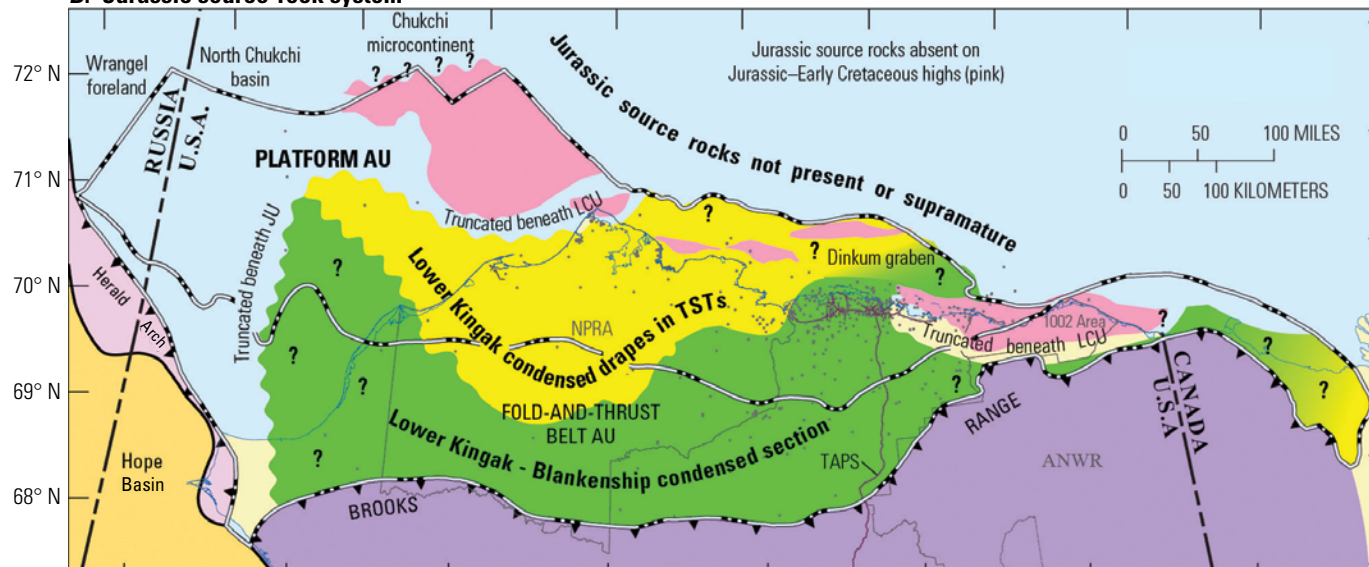 B. Jurassic source-rock system
Chukchi
microcontinent
Wrangel
foreland
North Chukchi
basin
Jurassic source rocks absent on
Jurassic–Early Cretaceous highs (pink)
72° N
71° N
70° N
69° N
68° N
RUSSIA
U.S.A.
? ? ? ?
Jurassic source rocks not present or supramature
0 50 100 MILES
0 50 100 KILOMETERS
PLATFORM AU
Truncated beneath LCU
Truncated beneath JU
Lower Kingak condensed drapes in TSTs
?
?
?
Dinkum graben
?
Herald
Arch
NPRA
1002 Area
Truncated beneath LCU
?
?
?
?
?
?
?
FOLD-AND-THRUST
BELT AU
Lower Kingak - Blankenship condensed section
RANGE
CANADA
U.S.A
Hope
Basin
?
TAPS
ANWR
BROOKS